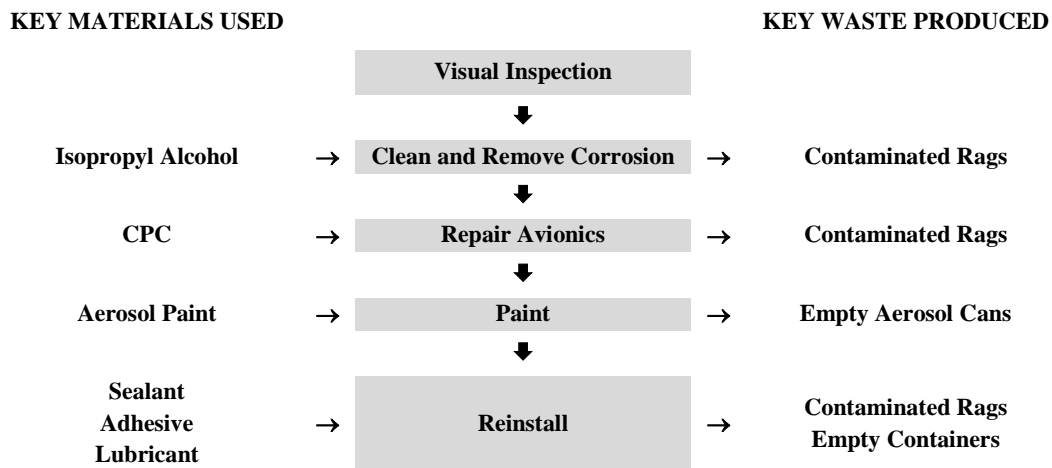 KEY MATERIALS USED
KEY WASTE PRODUCED
Visual Inspection
Isopropyl Alcohol → Clean and Remove Corrosion → Contaminated Rags
CPC → Repair Avionics → Contaminated Rags
Aerosol Paint → Paint → Empty Aerosol Cans
Sealant
Adhesive
Lubricant
→ Reinstall →
Contaminated Rags
Empty Containers